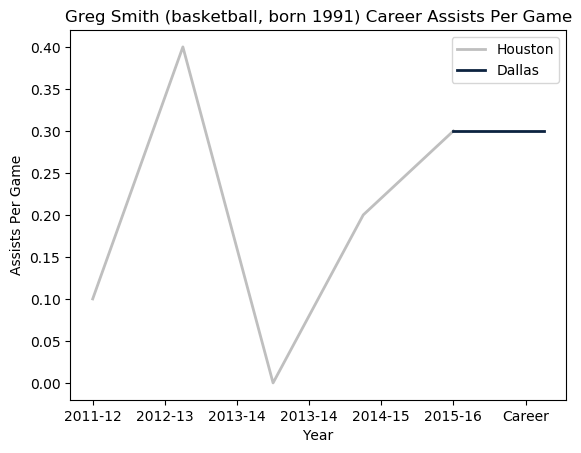 Greg Smith (basketball, born 1991) Career Assists Per Game
Houston
Dallas
0.40
0.35
0.30
0.25
0.20
0.15
0.10
0.05
0.00
Assists Per Game
2011-12 2012-13 2013-14 2013-14 2014-15 2015-16 Career
Year